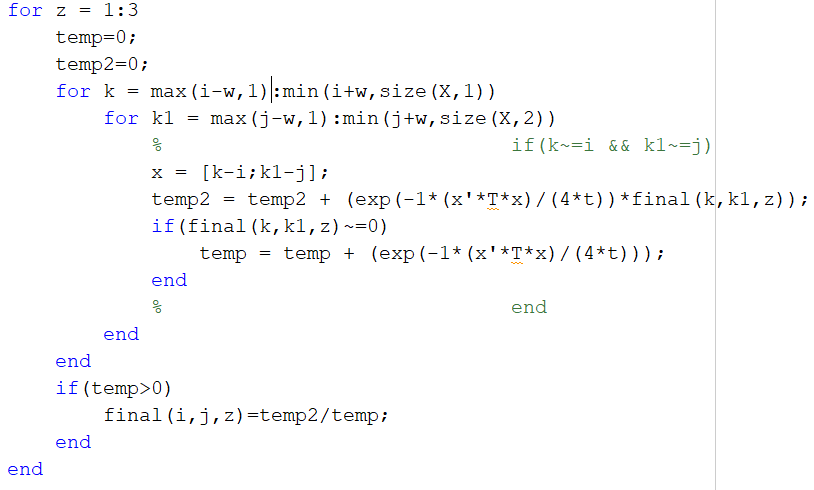 for z = 1:3
    temp=0;
    temp2=0;
    for k = max(i-w,1):min(i+w,size(X,1))
        for k1 = max(j-w,1):min(j+w,size(X,2))
            %                             if(k~=i && k1~=j)
            x = [k-i;k1-j];
            temp2 = temp2 + (exp(-1*(x'*T*x)/(4*t))*final(k,k1,z));
            if(final(k,k1,z)~=0)
                temp = temp + (exp(-1*(x'*T*x)/(4*t)));
            end
            %                             end
        end
    end
    if(temp>0)
        final(i,j,z)=temp2/temp;
    end
end